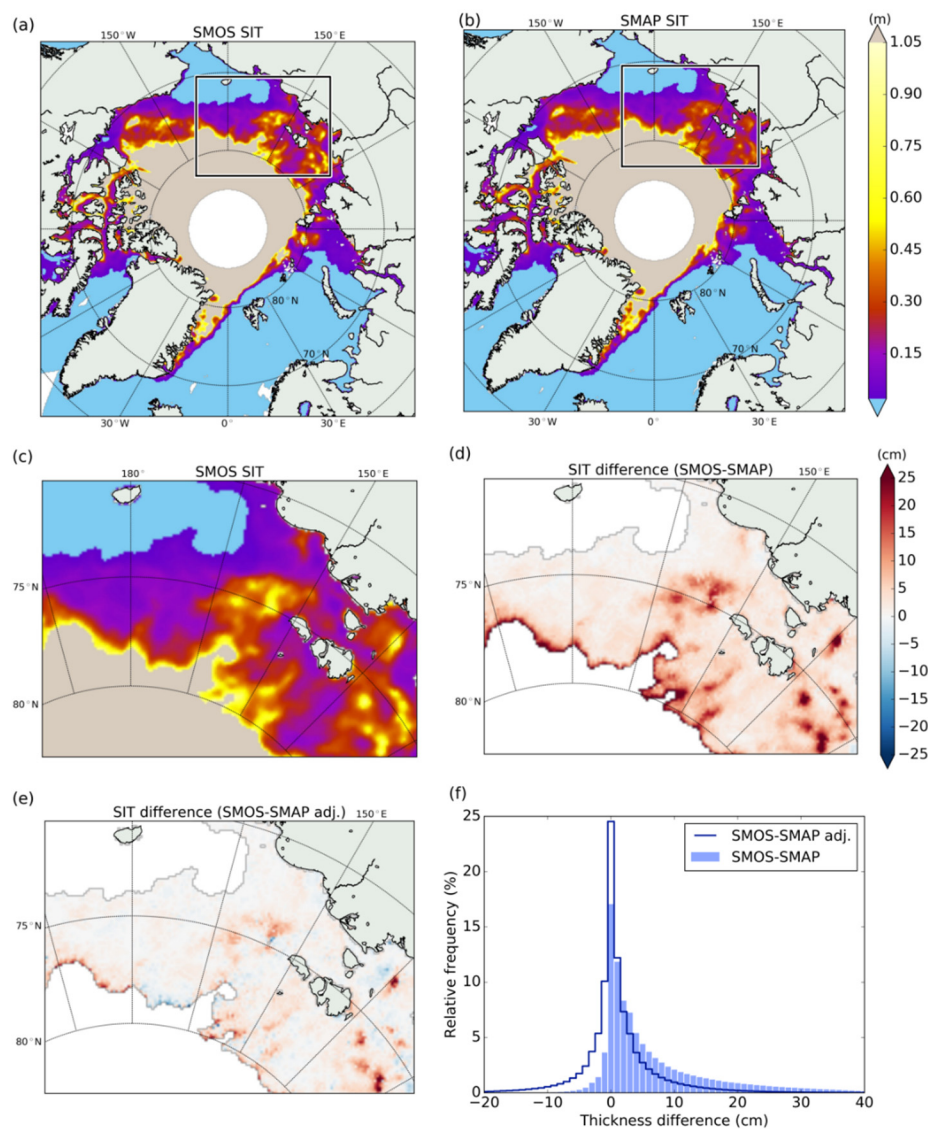 (a)
150°W
SMOS SIT
150°E
(b)
150°W
SMAP SIT
150°E
(m)
1.05
0.90
0.75
0.60
0.45
0.30
0.15
80°N
70°N
30°W
0°
30°E
80°N
70°N
30°W
0°
30°E
(c)
180°
SMOS SIT
150°E
75°N
80°N
(d)
SIT difference (SMOS-SMAP)
150°E
75°N
80°N
(cm)
25
20
15
10
5
0
−5
−10
−15
−20
−25
(e)
SIT difference (SMOS-SMAP adj.)
150°E
75°N
80°N
(f)
SMOS-SMAP adj.
SMOS-SMAP
Relative frequency (%)
25
20
15
10
5
0
−20
−10
0
10
20
30
40
Thickness difference (cm)